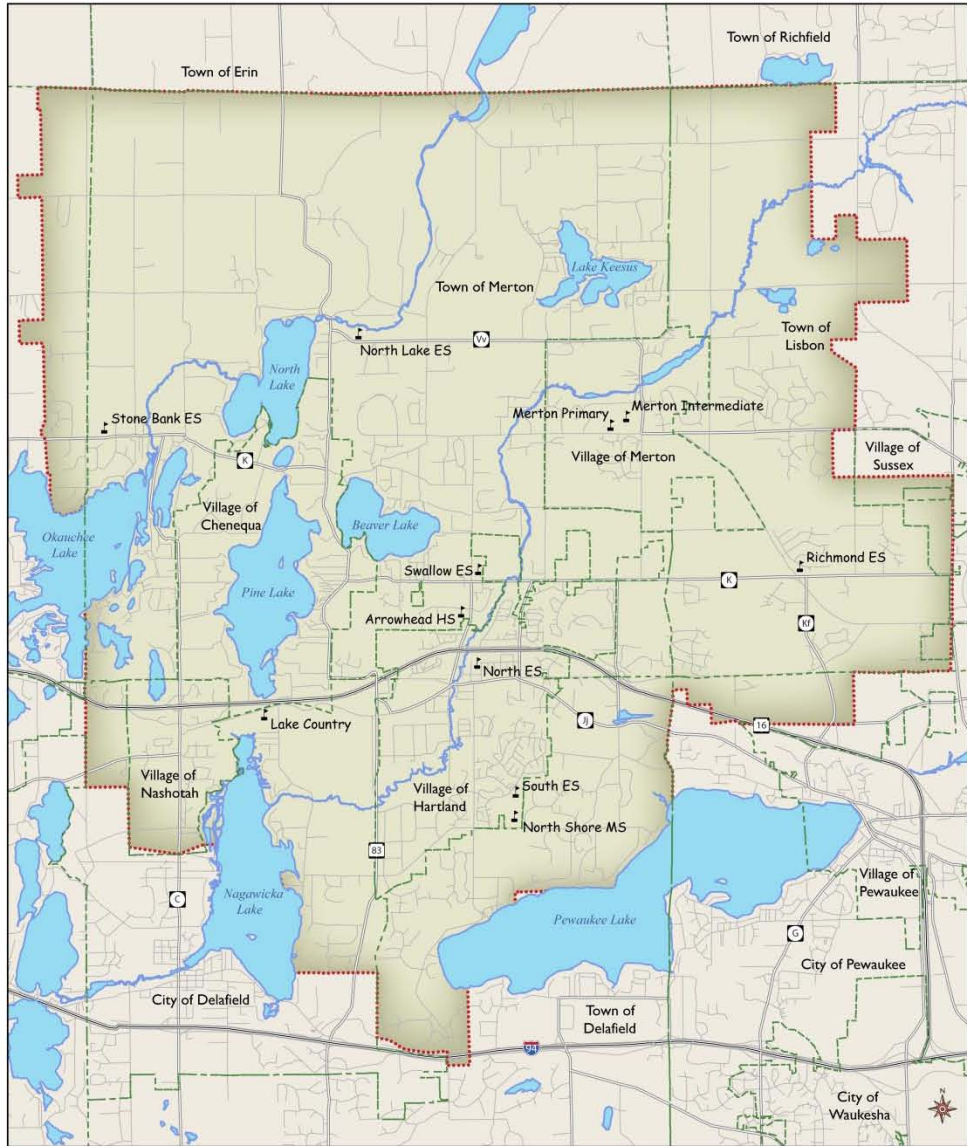 Town of Richfield
Town of Erin
Lake Keesus
Town of Merton
Town of
Lisbon
North Lake ES
Vv
North
Lake
Stone Bank ES
Merton Primary
Merton Intermediate
Village of Merton
Village of
Sussex
K
Village of
Chenequa
Okauchee
Lake
Beaver Lake
Pine Lake
Swallow ES
Richmond ES
K
Arrowhead HS
Kf
North ES
Lake Country
Jj
16
Village of
Nashotah
Village of
Hartland
South ES
North Shore MS
83
Nagawicka
Lake
C
Pewaukee Lake
Village of
Pewaukee
G
City of Pewaukee
City of Delafield
Town of
Delafield
94
City of
Waukesha
N